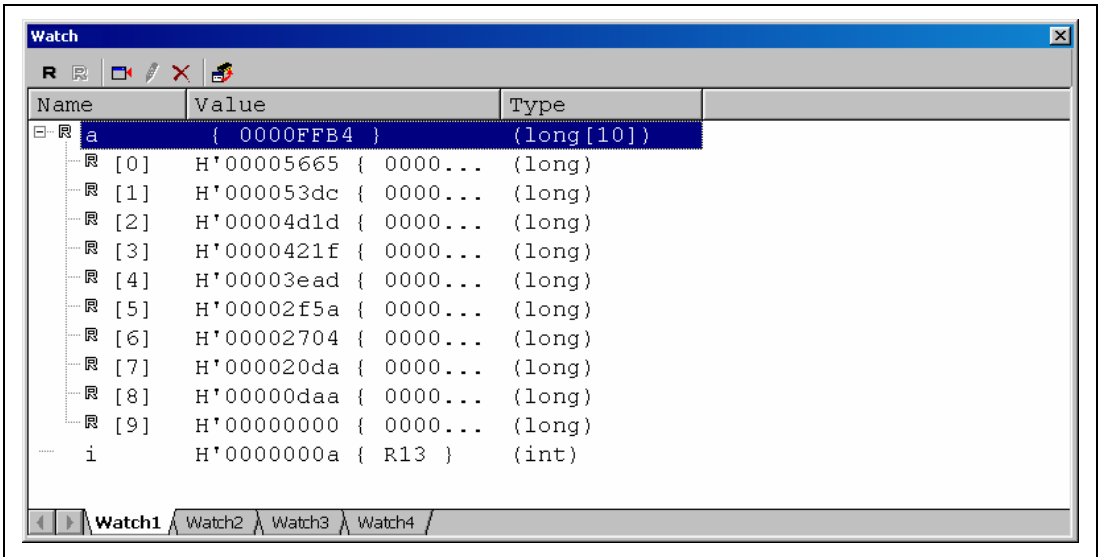 Watch
R R
Name Value Type
R a { 0000FFB4 } (long[10])
R [0] H'00005665 { 0000... (long)
R [1] H'000053dc { 0000... (long)
R [2] H'00004d1d { 0000... (long)
R [3] H'0000421f { 0000... (long)
R [4] H'00003ead { 0000... (long)
R [5] H'00002f5a { 0000... (long)
R [6] H'00002704 { 0000... (long)
R [7] H'000020da { 0000... (long)
R [8] H'00000daa { 0000... (long)
R [9] H'00000000 { 0000... (long)
i H'0000000a { R13 } (int)
Watch1 Watch2 Watch3 Watch4